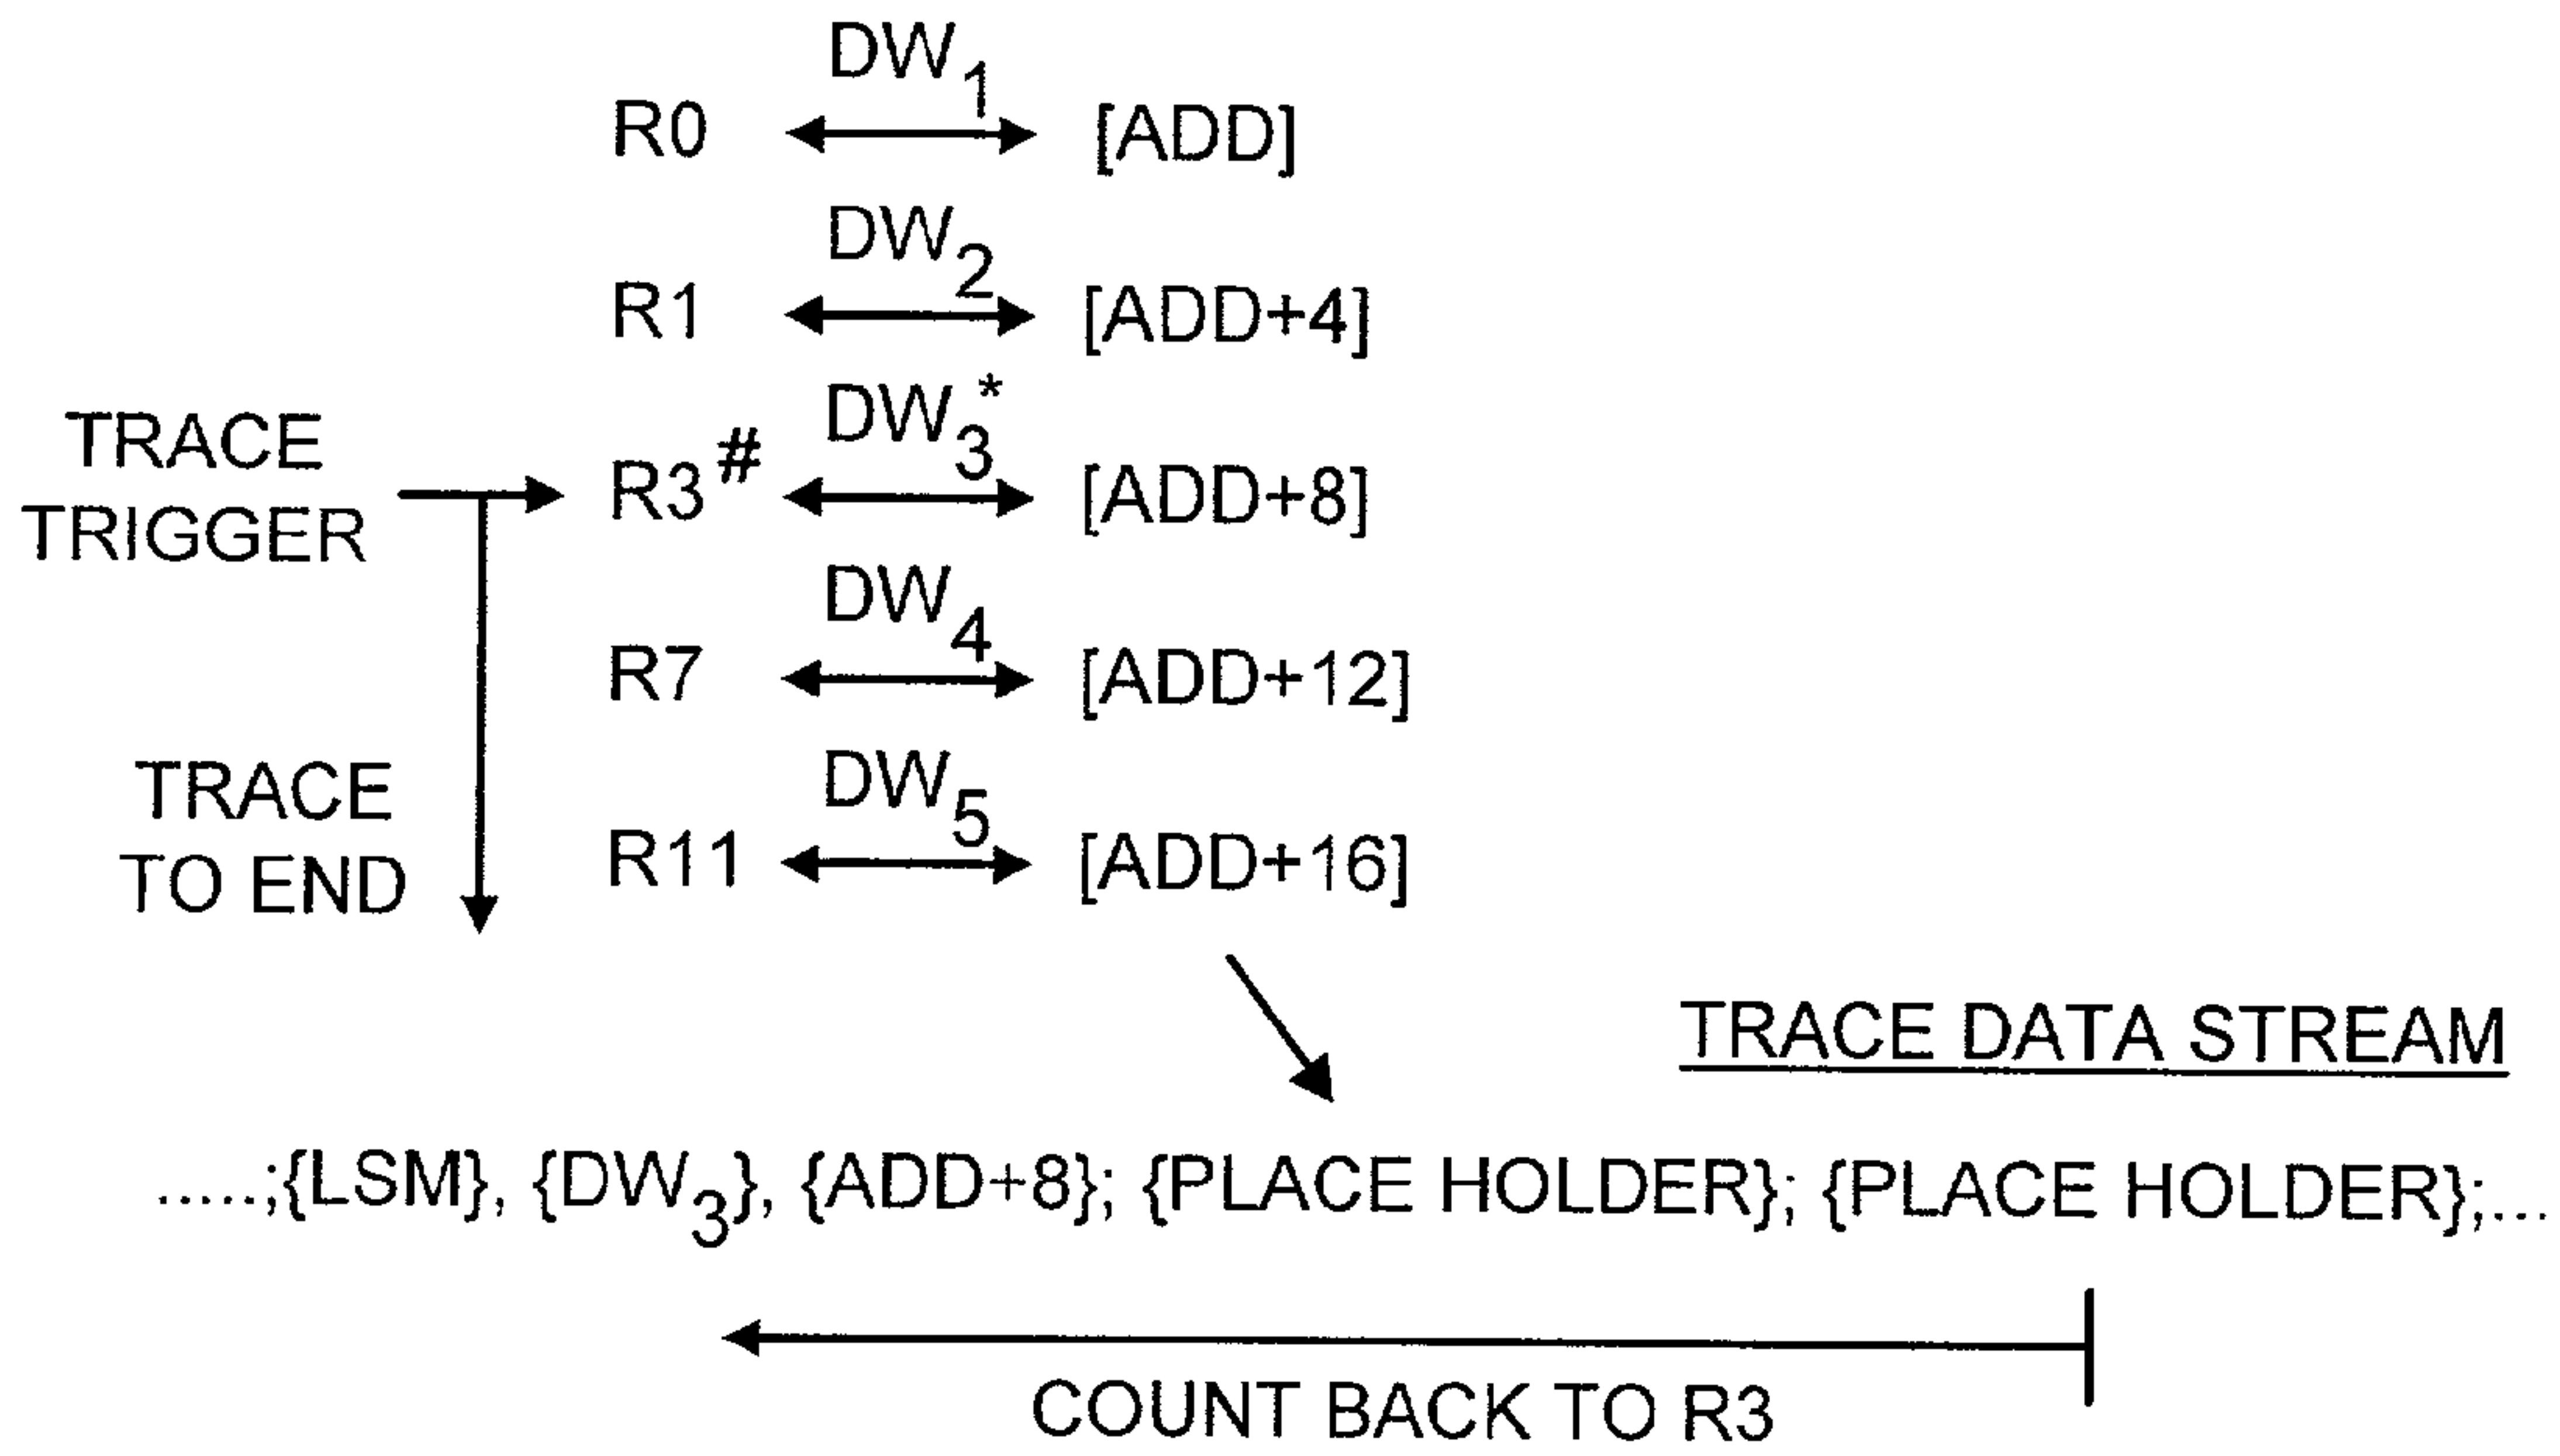 DW1
R0 [ADD]
DW2
R1 [ADD+4]
DW3*
TRACE
TRIGGER
R3# [ADD+8]
DW4
R7 [ADD+12]
DW5
TRACE
TO END
R11 [ADD+16]
TRACE DATA STREAM
.....;{LSM}, {DW3}, {ADD+8}; {PLACE HOLDER}; {PLACE HOLDER};...
COUNT BACK TO R3